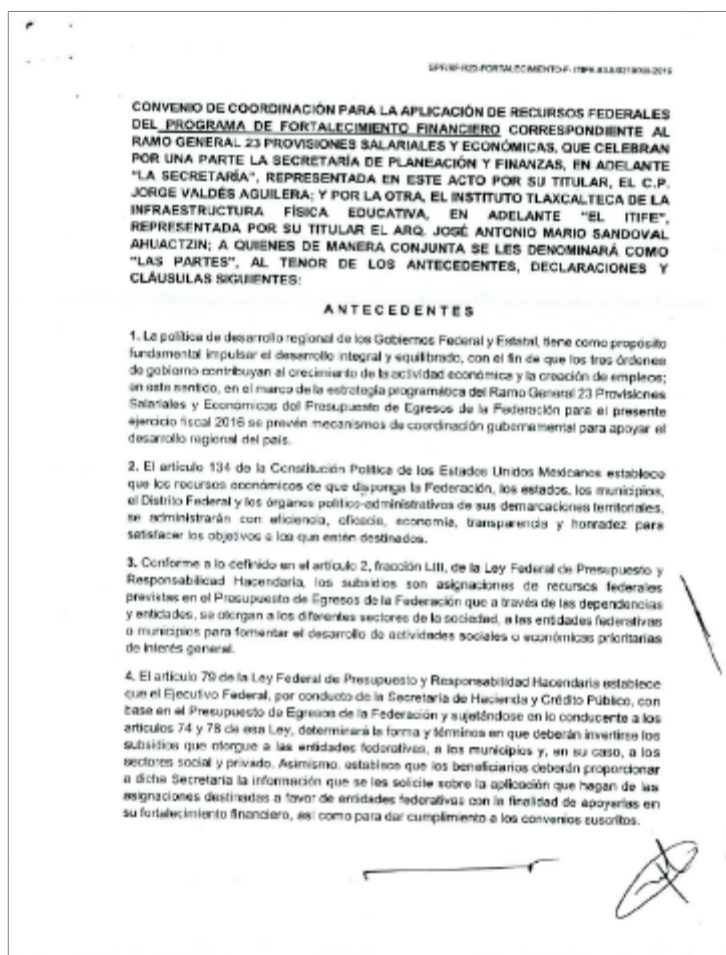 CONVENIO DE COORDINACIÓN PARA LA APLICACIÓN DE RECURSOS FEDERALES
DEL PROGRAMA DE FORTALECIMIENTO FINANCIERO CORRESPONDIENTE AL
RAMO GENERAL 23 PROVISIONES SALARIALES Y ECONÓMICAS, QUE CELEBRAN
POR UNA PARTE LA SECRETARÍA DE PLANEACIÓN Y FINANZAS, EN ADELANTE
"LA SECRETARÍA", REPRESENTADA EN ESTE ACTO POR SU TITULAR, EL C.P.
JORGE VALDÉS AGUILERA; Y POR LA OTRA, EL INSTITUTO TLAXCALTECA DE LA
INFRAESTRUCTURA FÍSICA EDUCATIVA, EN ADELANTE "EL ITIFE",
REPRESENTADA POR SU TITULAR EL ARQ. JOSÉ ANTONIO MARIO SANDOVAL
AHUACTZIN; A QUIENES DE MANERA CONJUNTA SE LES DENOMINARÁ COMO
"LAS PARTES", AL TENOR DE LOS ANTECEDENTES, DECLARACIONES Y
CLÁUSULAS SIGUIENTES:
ANTECEDENTES
1. La política de desarrollo regional de los Gobiernos Federal y Estatal, tiene como propósito
fundamental impulsar el desarrollo integral y equilibrado, con el fin de que los tres órdenes
de gobierno contribuyan al crecimiento de la actividad económica y la creación de empleos;
en este sentido, en el marco de la estrategia programática del Ramo General 23 Provisiones
Salariales y Económicas del Presupuesto de Egresos de la Federación para el presente
ejercicio fiscal 2016 se prevén mecanismos de coordinación gubernamental para apoyar el
desarrollo regional del país.
2. El artículo 134 de la Constitución Política de los Estados Unidos Mexicanos establece
que los recursos económicos de que disponga la Federación, los estados, los municipios,
el Distrito Federal y los órganos político-administrativos de sus demarcaciones territoriales,
se administrarán con eficiencia, eficacia, economía, transparencia y honradez para
satisfacer los objetivos a los que estén destinados.
3. Conforme a lo definido en el artículo 2, fracción LIII, de la Ley Federal de Presupuesto y
Responsabilidad Hacendaria, los subsidios son asignaciones de recursos federales
previstas en el Presupuesto de Egresos de la Federación que a través de las dependencias
y entidades, se otorgan a los diferentes sectores de la sociedad, a las entidades federativas
o municipios para fomentar el desarrollo de actividades sociales o económicas prioritarias
de interés general.
4. El artículo 79 de la Ley Federal de Presupuesto y Responsabilidad Hacendaria establece
que el Ejecutivo Federal, por conducto de la Secretaría de Hacienda y Crédito Público, con
base en el Presupuesto de Egresos de la Federación y sujetándose en lo conducente a los
artículos 74 y 78 de esa Ley, determinará la forma y términos en que deberán invertirse los
subsidios que otorgue a las entidades federativas, a los municipios y, en su caso, a los
sectores social y privado. Asimismo, establece que los beneficiarios deberán proporcionar
a dicha Secretaría la información que se les solicite sobre la aplicación que hagan de las
asignaciones destinadas a favor de entidades federativas con la finalidad de apoyarlas en
su fortalecimiento financiero, así como para dar cumplimiento a los convenios suscritos.